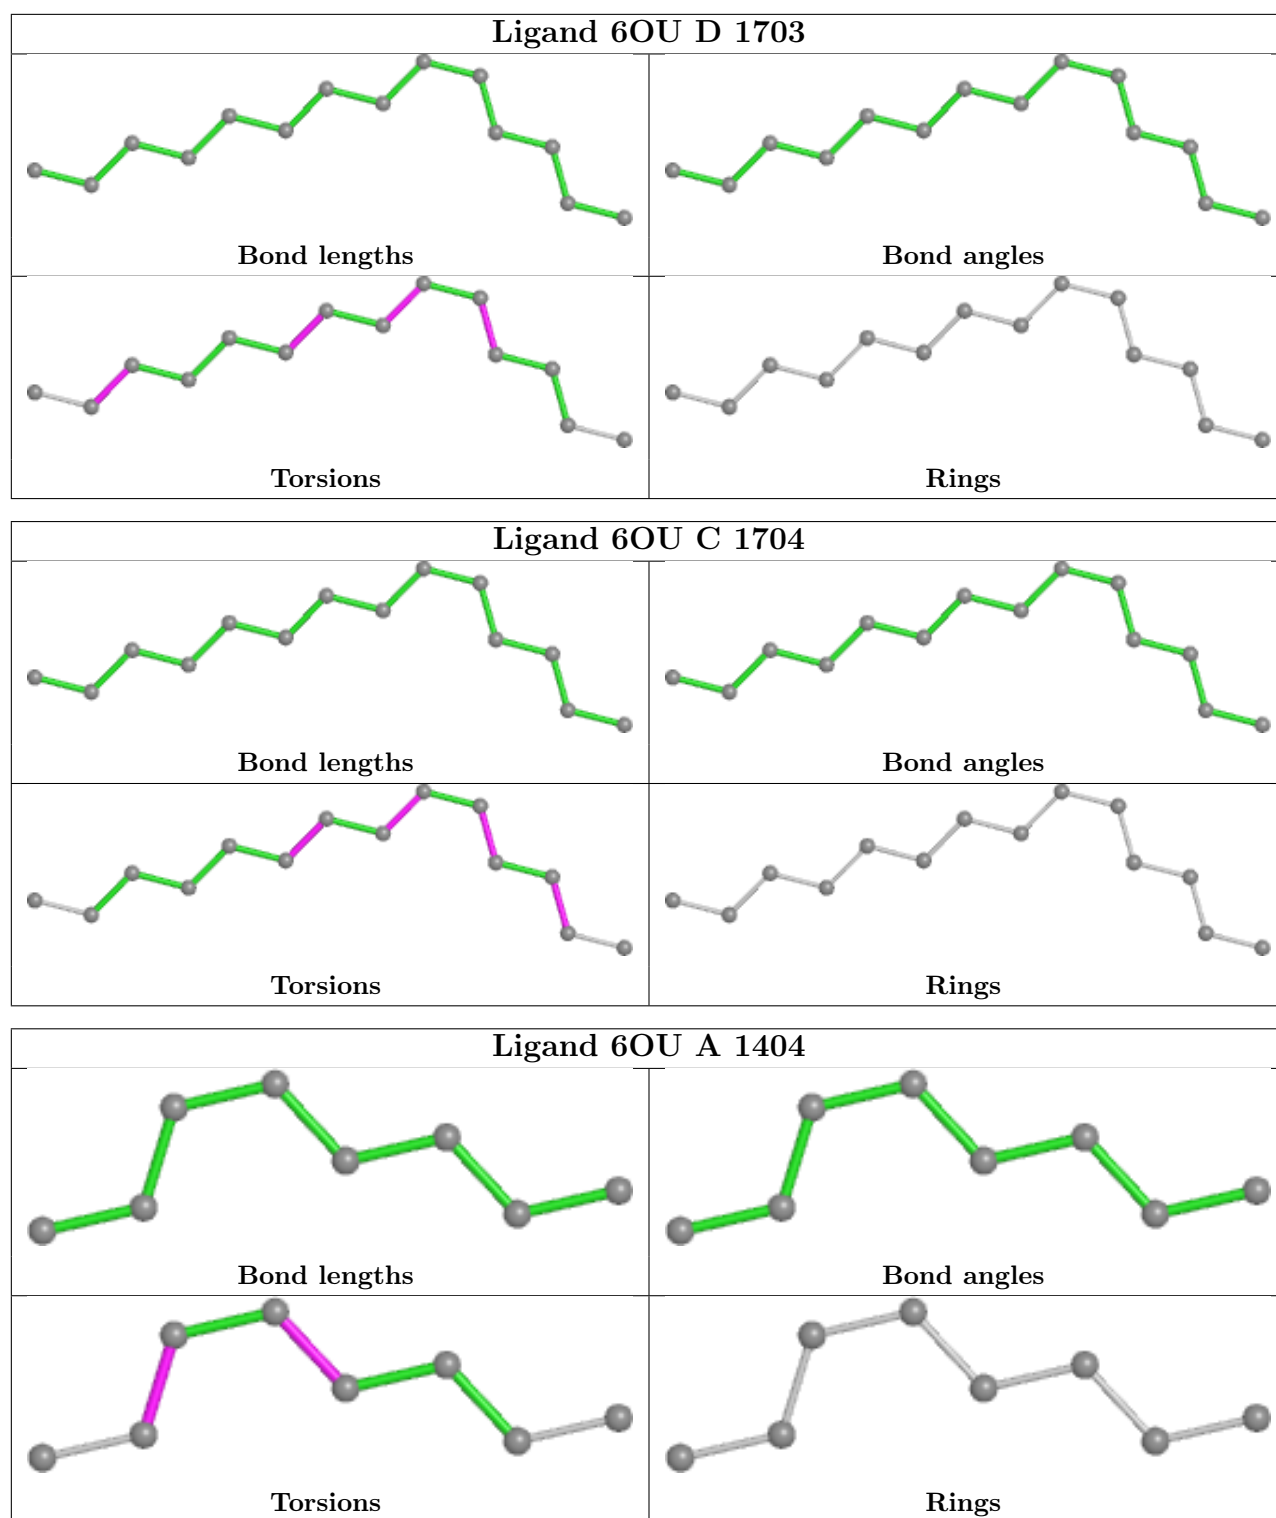 Ligand 6OU D 1703
Bond lengths
Bond angles
Torsions
Rings
Ligand 6OU C 1704
Bond lengths
Bond angles
Torsions
Rings
Ligand 6OU A 1404
Bond lengths
Bond angles
Torsions
Rings